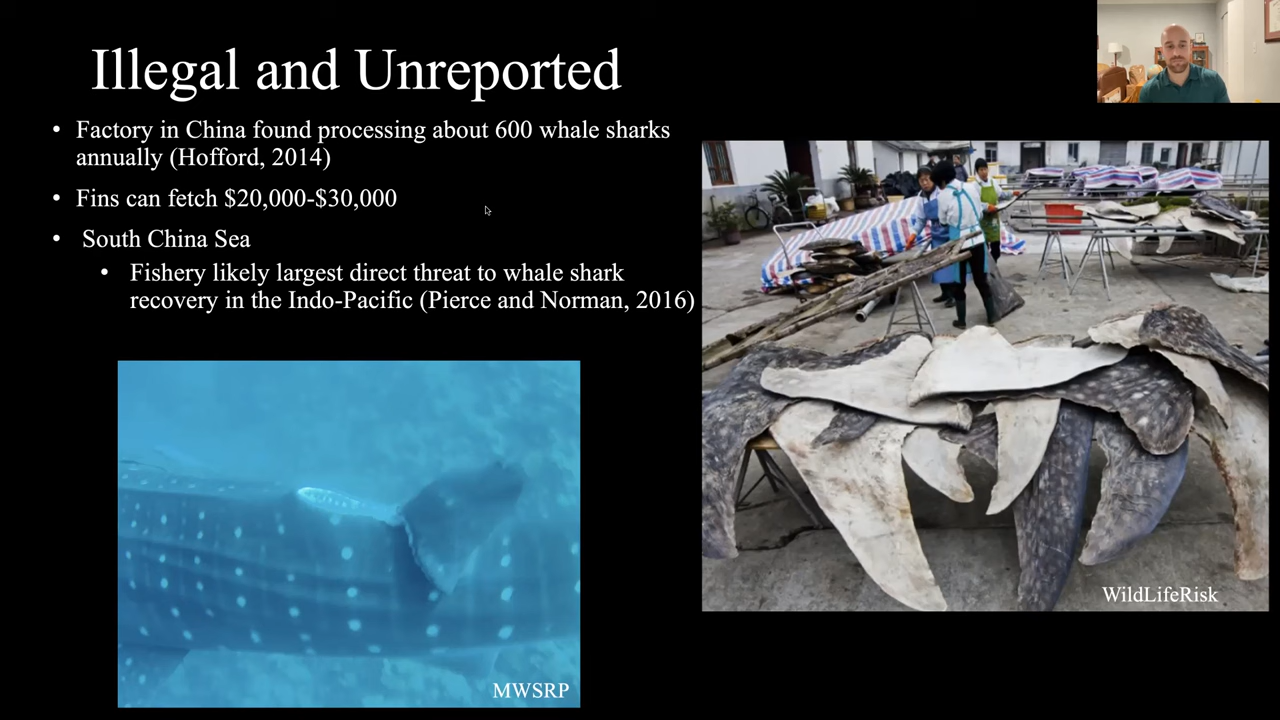 Illegal and Unreported
• Factory in China found processing about 600 whale sharks
annually (Hofford, 2014)
• Fins can fetch $20,000-$30,000
• South China Sea
• Fishery likely largest direct threat to whale shark
recovery in the Indo-Pacific (Pierce and Norman, 2016)
WildLifeRisk
MWSRP